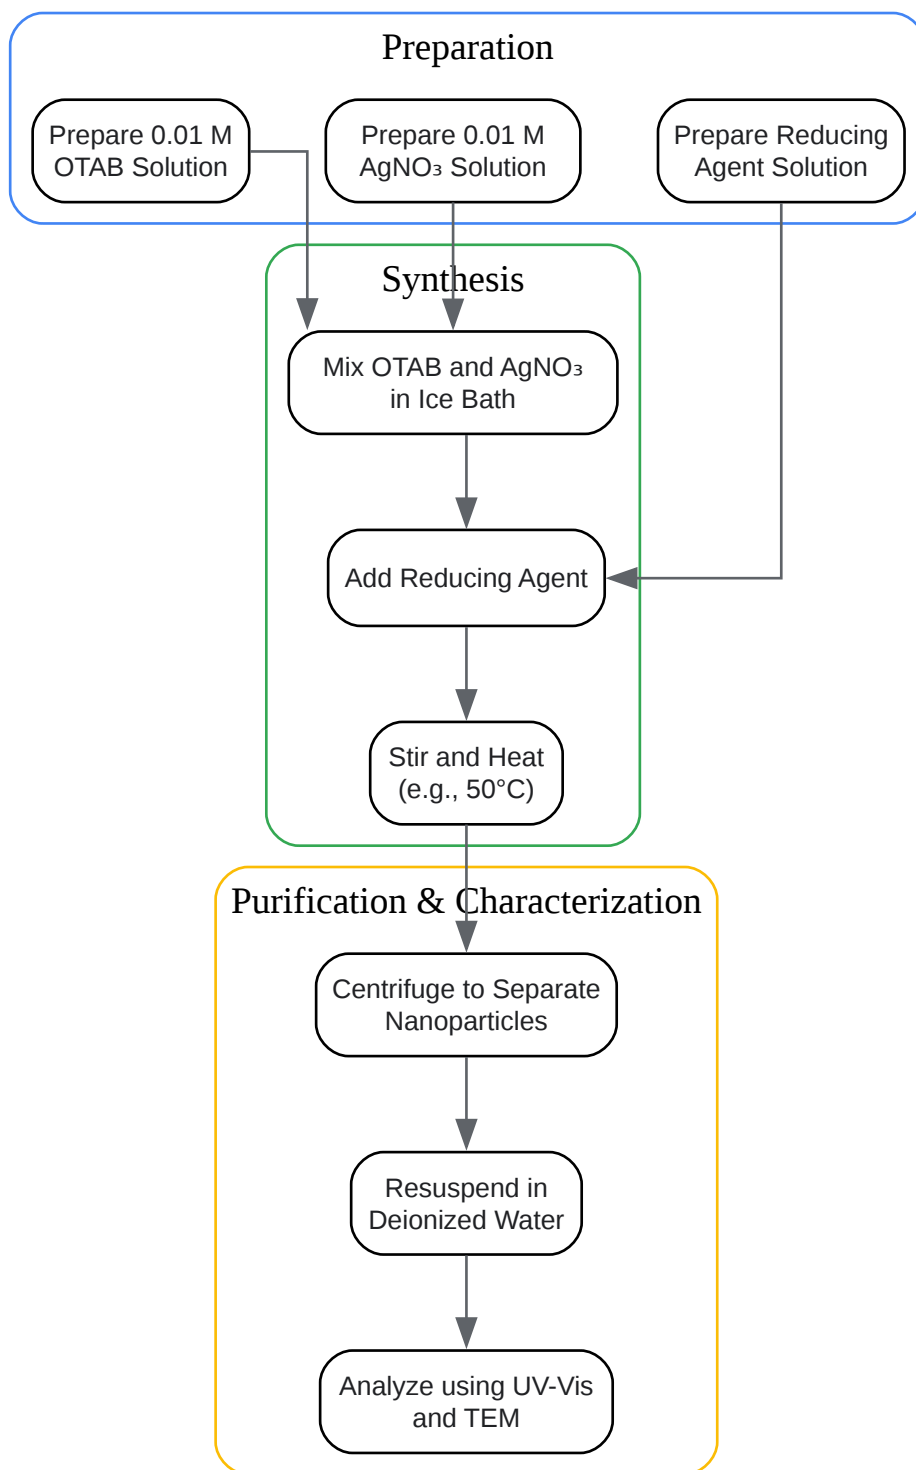 Preparation
Prepare 0.01 M
OTAB Solution
Prepare 0.01 M
AgNO₃ Solution
Prepare Reducing
Agent Solution
Synthesis
Mix OTAB and AgNO₃
in Ice Bath
Add Reducing Agent
Stir and Heat
(e.g., 50°C)
Purification & Characterization
Centrifuge to Separate
Nanoparticles
Resuspend in
Deionized Water
Analyze using UV-Vis
and TEM